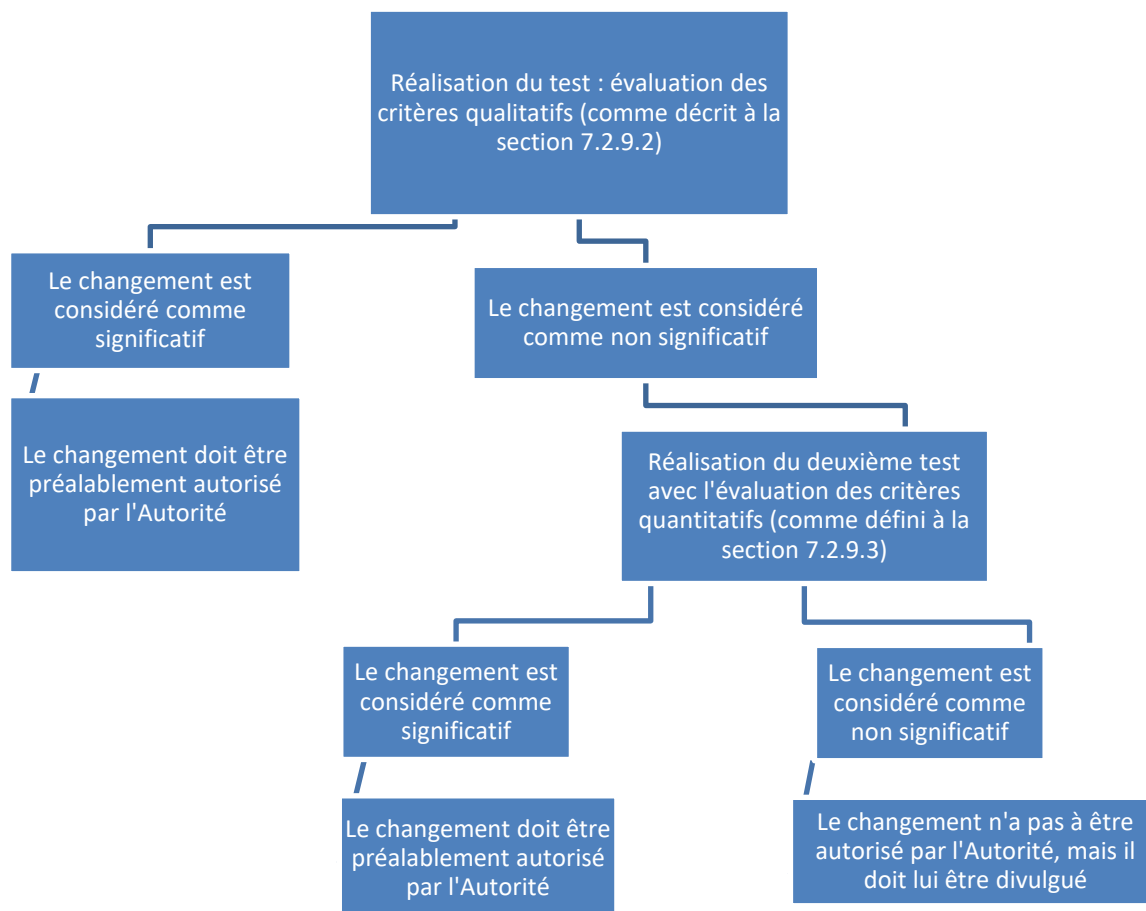 Réalisation du test : évaluation des
critères qualitatifs (comme décrit à la
section 7.2.9.2)
Le changement est
considéré comme
significatif
Le changement est considéré
comme non significatif
Le changement doit être
préalablement autorisé
par l'Autorité
Réalisation du deuxième test
avec l'évaluation des critères
quantitatifs (comme défini à la
section 7.2.9.3)
Le changement est
considéré comme
significatif
Le changement est
considéré comme
non significatif
Le changement doit être
préalablement autorisé
par l'Autorité
Le changement n'a pas à être
autorisé par l'Autorité, mais il
doit lui être divulgué